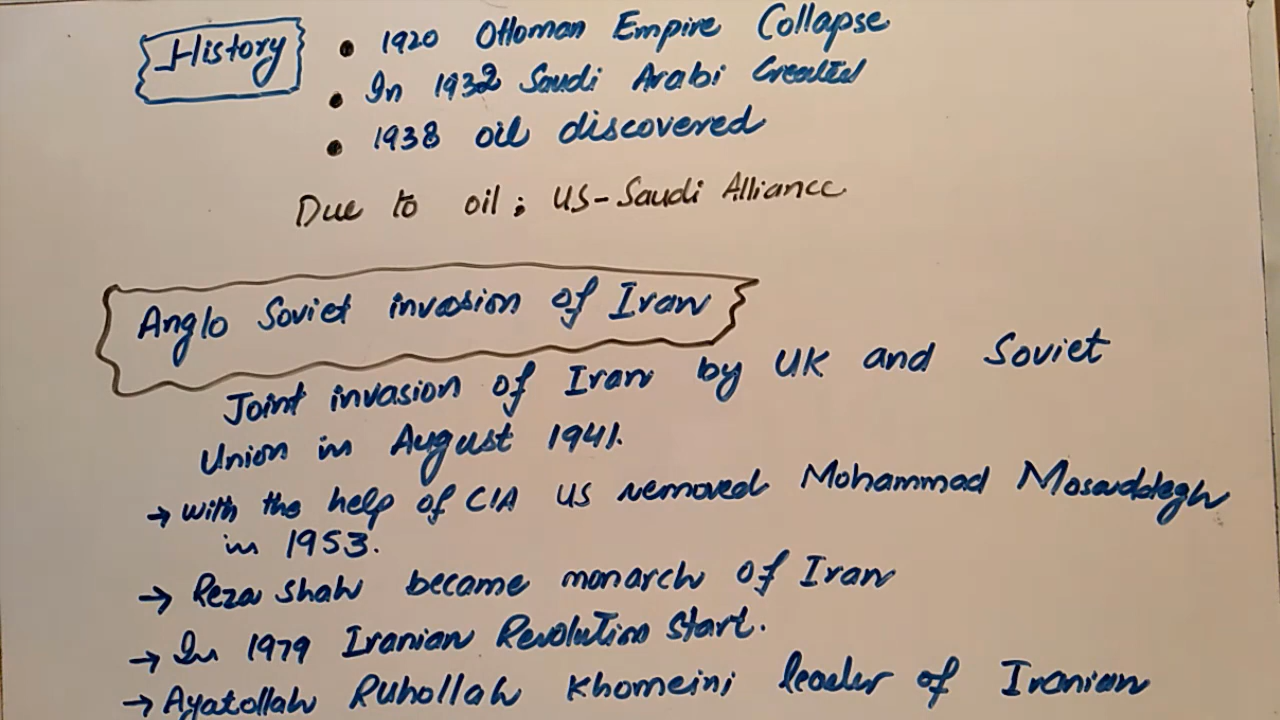 History
• 1920 Ottoman Empire Collapse
• In 1932 Saudi Arabi Created
• 1938 oil discovered
Due to oil ; US-Saudi Alliance
Anglo Soviet invasion of Iran
Joint invasion of Iran by UK and Soviet
Union in August 1941.
→ with the help of CIA US removed Mohammad Mosaddegh
in 1953.
→ Reza Shah became monarch of Iran
→ In 1979 Iranian Revolution Start.
→ Ayatollah Ruhollah Khomeini leader of Iranian